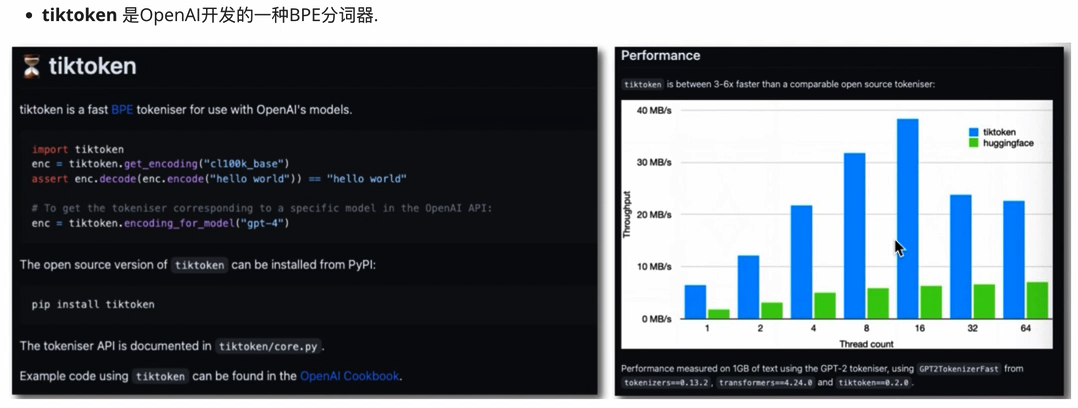 • tiktoken 是OpenAI开发的一种BPE分词器.
⏳ tiktoken
tiktoken is a fast BPE tokeniser for use with OpenAI's models.
import tiktoken
enc = tiktoken.get_encoding("cl100k_base")
assert enc.decode(enc.encode("hello world")) == "hello world"
# To get the tokeniser corresponding to a specific model in the OpenAI API:
enc = tiktoken.encoding_for_model("gpt-4")
The open source version of tiktoken can be installed from PyPI:
pip install tiktoken
The tokeniser API is documented in tiktoken/core.py.
Example code using tiktoken can be found in the OpenAI Cookbook.
Performance
tiktoken is between 3-6x faster than a comparable open source tokeniser:
40 MB/s
30 MB/s
20 MB/s
10 MB/s
0 MB/s
Throughput
tiktoken
huggingface
1 2 4 8 16 32 64
Thread count
Performance measured on 1GB of text using the GPT-2 tokeniser, using GPT2TokenizerFast from
tokenizers==0.13.2, transformers==4.24.0 and tiktoken==0.2.0.